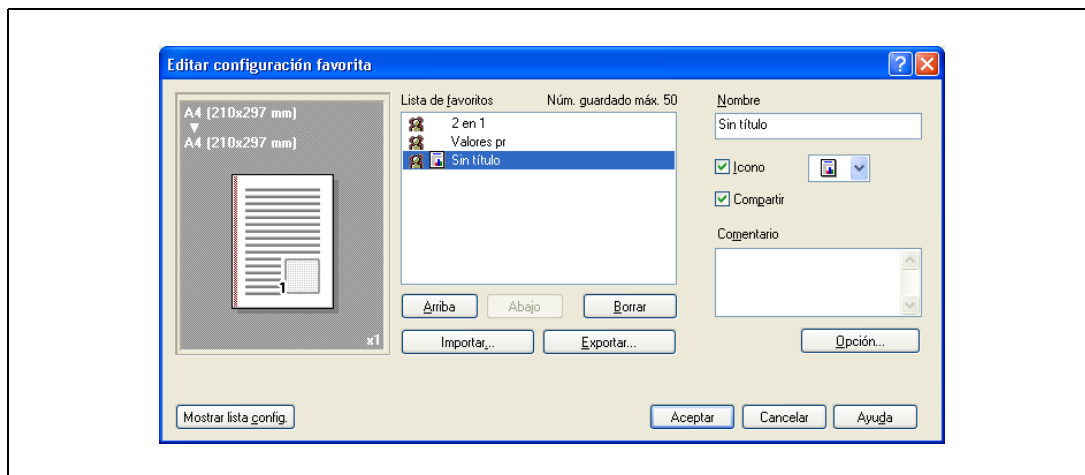 Editar configuración favorita
A4 (210x297 mm)
A4 (210x297 mm)
1
x1
Lista de favoritos Núm. guardado máx. 50
2 en 1
Valores pr
Sin título
Arriba Abajo Borrar
Importar... Exportar...
Nombre
Sin título
Icono
Compartir
Comentario
Opción...
Mostrar lista config.
Aceptar Cancelar Ayuda